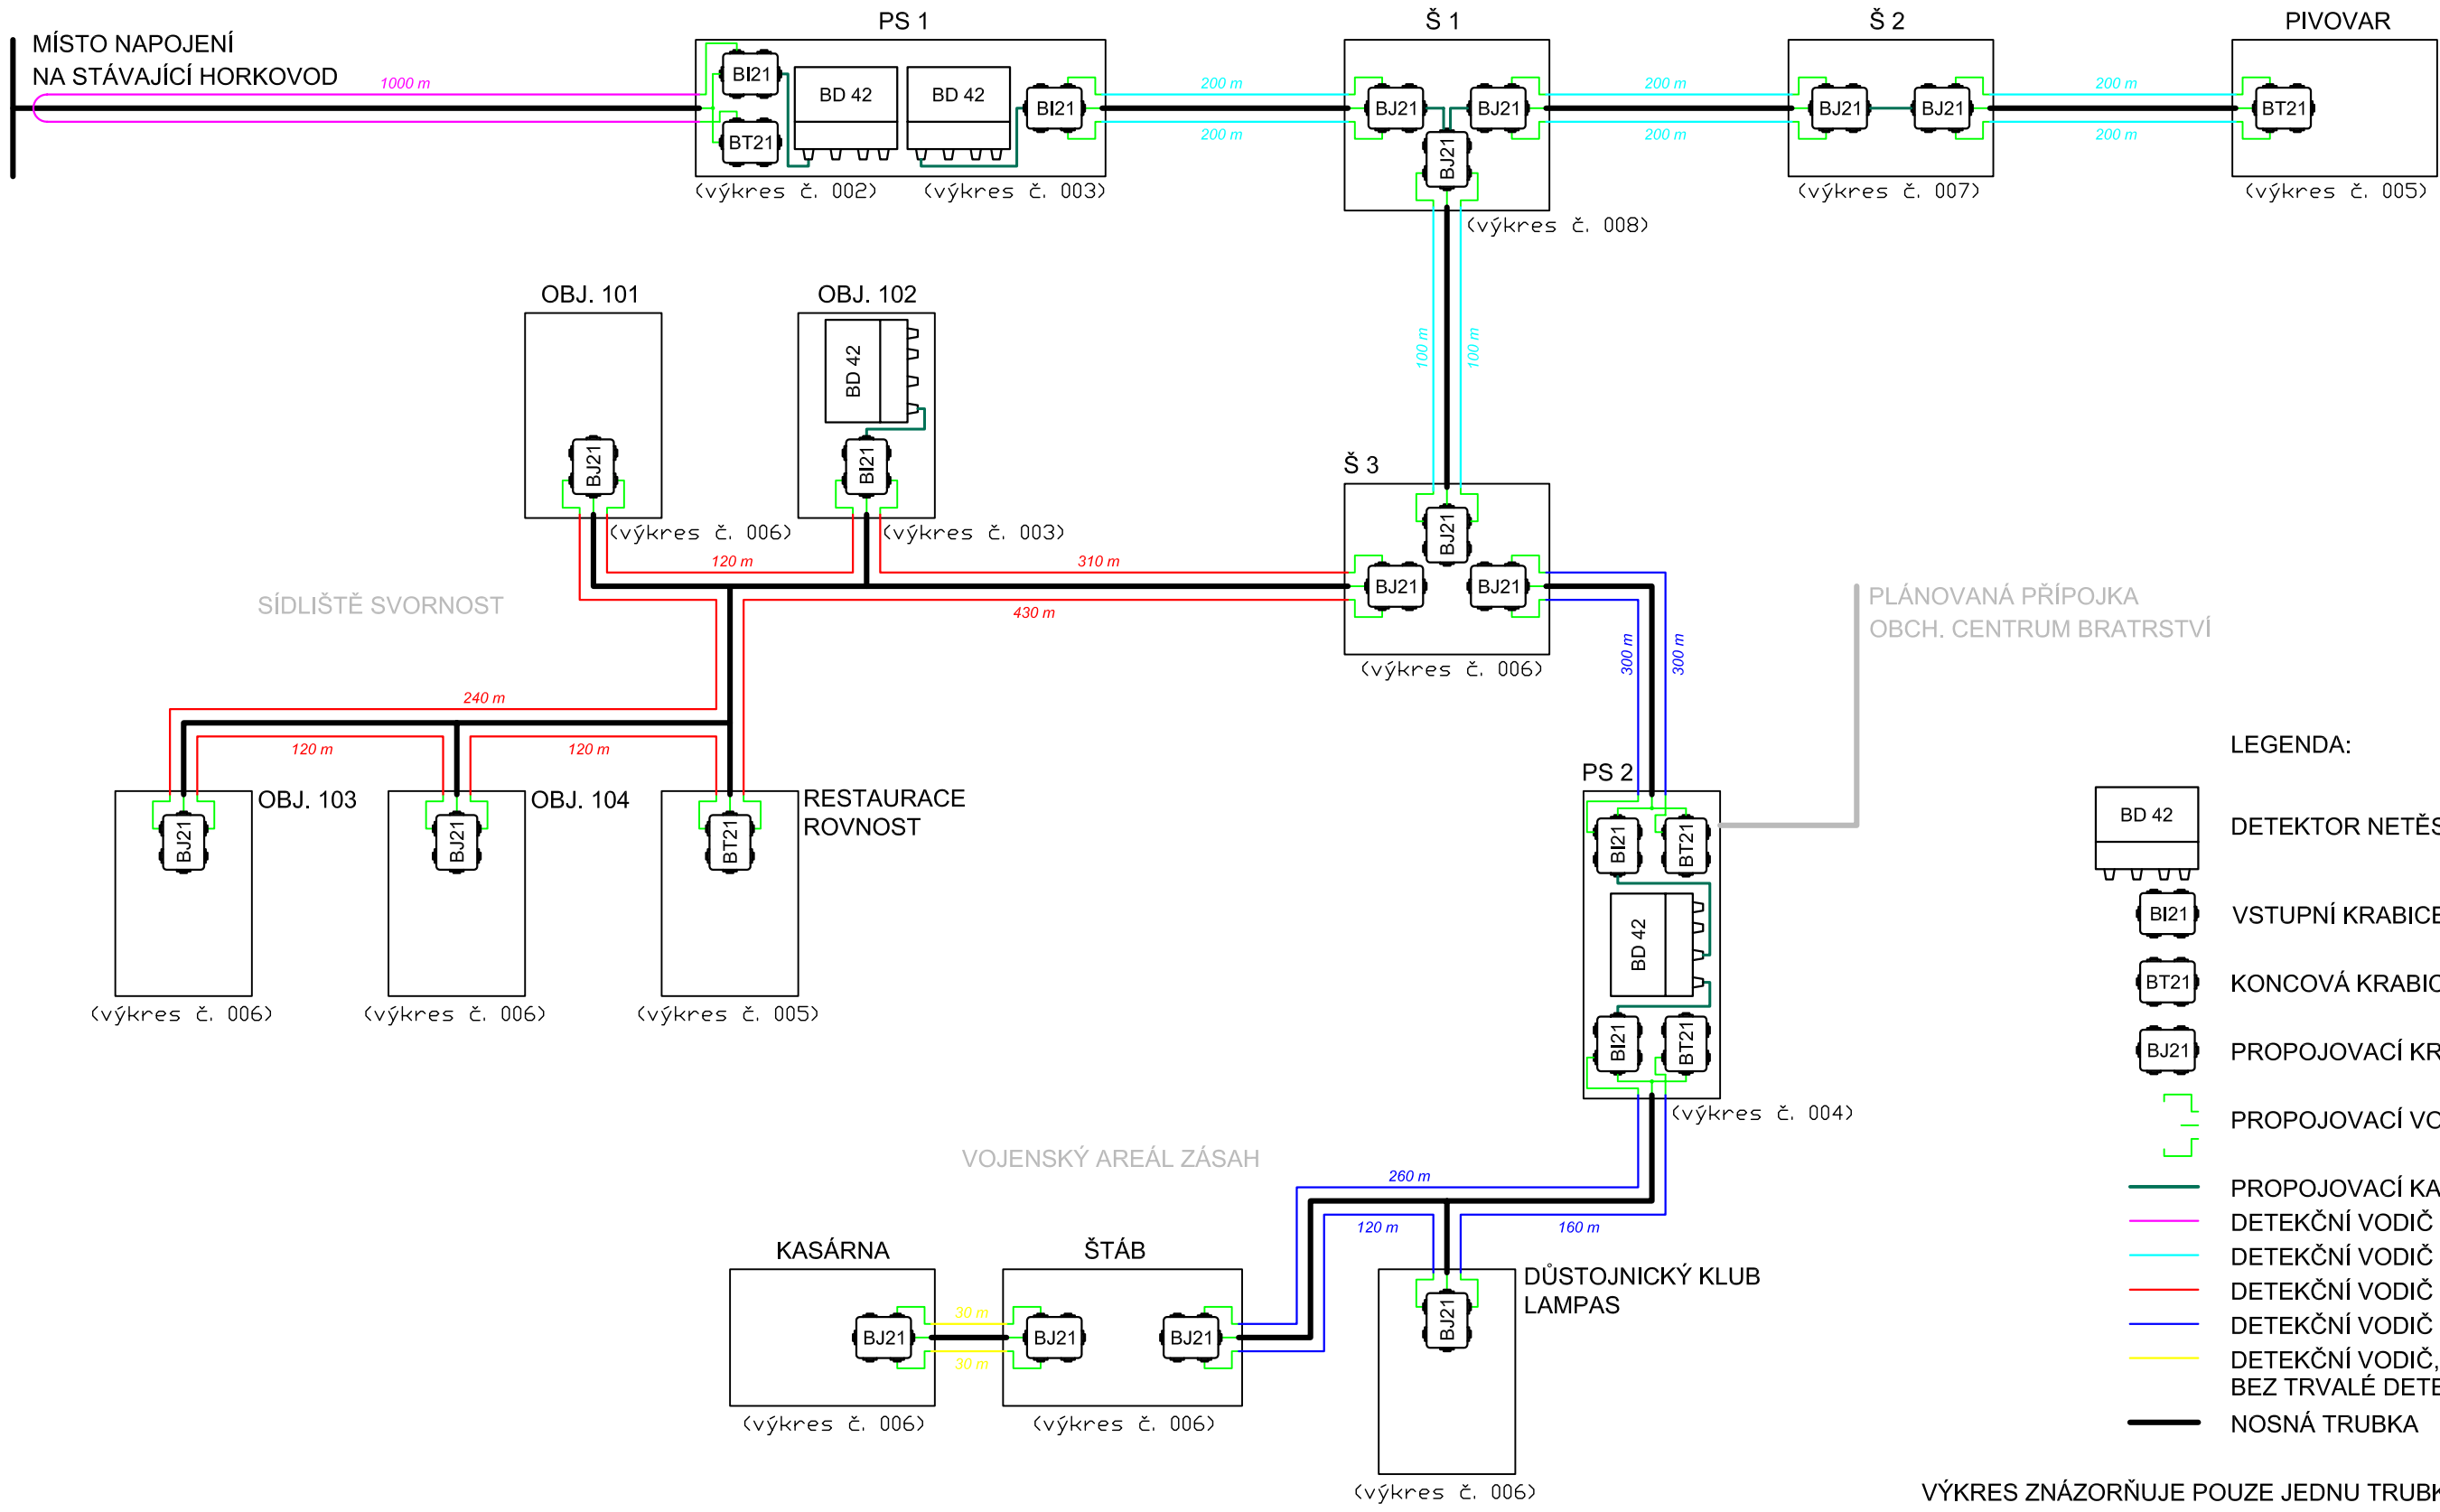 PS 1
Š 1
Š 2
PIVOVAR
MÍSTO NAPOJENÍ
NA STÁVAJÍCÍ HORKOVOD
1000 m
BI21
BT21
BD 42
BD 42
BI21
200 m
200 m
BJ21
BJ21
BJ21
200 m
200 m
BJ21
BJ21
200 m
200 m
BT21
(výkres č. 002)
(výkres č. 003)
(výkres č. 008)
(výkres č. 007)
(výkres č. 005)
100 m
100 m
OBJ. 101
OBJ. 102
BD 42
BJ21
BI21
(výkres č. 006)
(výkres č. 003)
120 m
310 m
430 m
Š 3
BJ21
BJ21
BJ21
(výkres č. 006)
SÍDLIŠTĚ SVORNOST
300 m
300 m
PLÁNOVANÁ PŘÍPOJKA
OBCH. CENTRUM BRATRSTVÍ
240 m
120 m
120 m
OBJ. 103
OBJ. 104
RESTAURACE
ROVNOST
BJ21
BJ21
BT21
(výkres č. 006)
(výkres č. 006)
(výkres č. 005)
PS 2
BI21
BT21
BD 42
BI21
BT21
(výkres č. 004)
VOJENSKÝ AREÁL ZÁSAH
260 m
120 m
160 m
KASÁRNA
ŠTÁB
DŮSTOJNICKÝ KLUB
LAMPAS
BJ21
30 m
30 m
BJ21
BJ21
BJ21
(výkres č. 006)
(výkres č. 006)
(výkres č. 006)
LEGENDA:
BD 42
DETEKTOR NETĚS
BI21
VSTUPNÍ KRABICE
BT21
KONCOVÁ KRABIC
BJ21
PROPOJOVACÍ KR
PROPOJOVACÍ VO
PROPOJOVACÍ KA
DETEKČNÍ VODIČ
DETEKČNÍ VODIČ
DETEKČNÍ VODIČ
DETEKČNÍ VODIČ
DETEKČNÍ VODIČ,
BEZ TRVALÉ DETE
NOSNÁ TRUBKA
VÝKRES ZNÁZORŇUJE POUZE JEDNU TRUBK